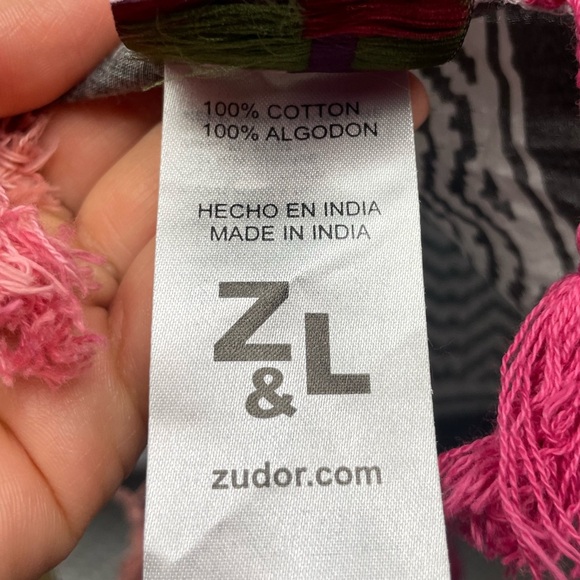 100% COTTON
100% ALGODON
HECHO EN INDIA
MADE IN INDIA
Z
&L
zudor.com